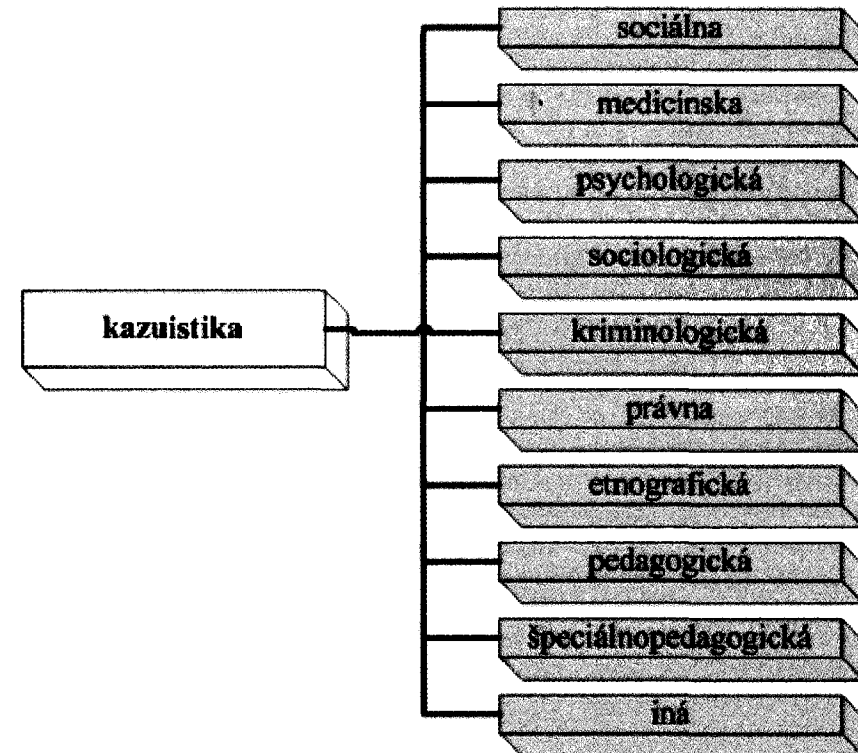 sociálna
medicínska
psychologická
sociologická
kazuistika
kriminologická
právna
etnografická
pedagogická
špeciálnopedagogická
iná